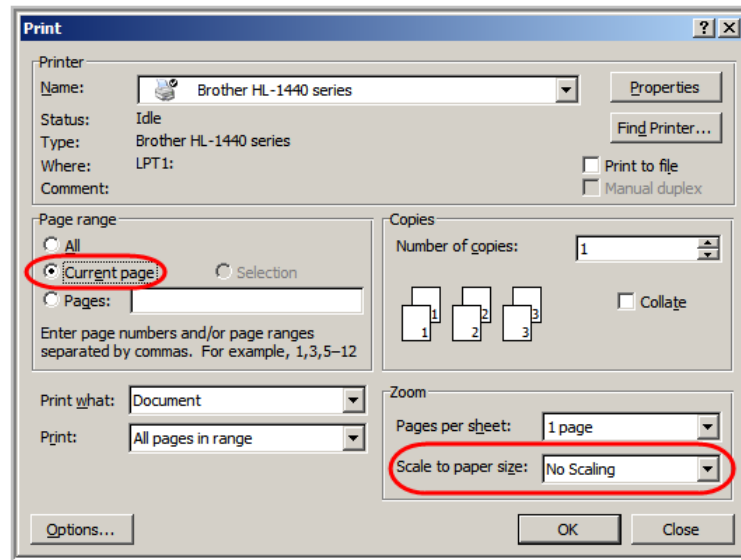 Print
Printer
Name: Brother HL-1440 series Properties
Status: Idle Find Printer...
Type: Brother HL-1440 series
Where: LPT1: Print to file
Comment: Manual duplex
Page range
All
Current page Selection
Pages:
Enter page numbers and/or page ranges
separated by commas. For example, 1,3,5–12
Copies
Number of copies: 1
1 1 2 2 3 3 Collate
Print what: Document
Print: All pages in range
Zoom
Pages per sheet: 1 page
Scale to paper size: No Scaling
Options... OK Close